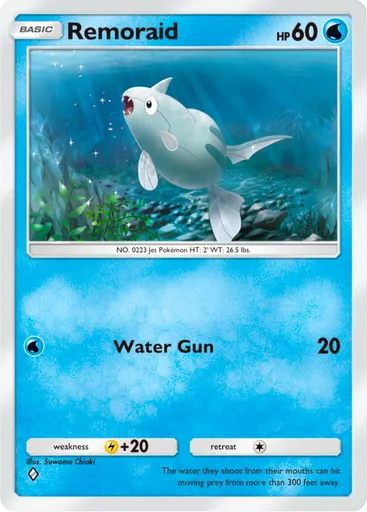 BASIC Remoraid HP 60
NO. 0223 Jet Pokémon HT: 2' WT: 26.5 lbs.
Water Gun 20
weakness +20 retreat
Illus. Suwama Chiaki
The water they shoot from their mouths can hit
moving prey from more than 300 feet away.